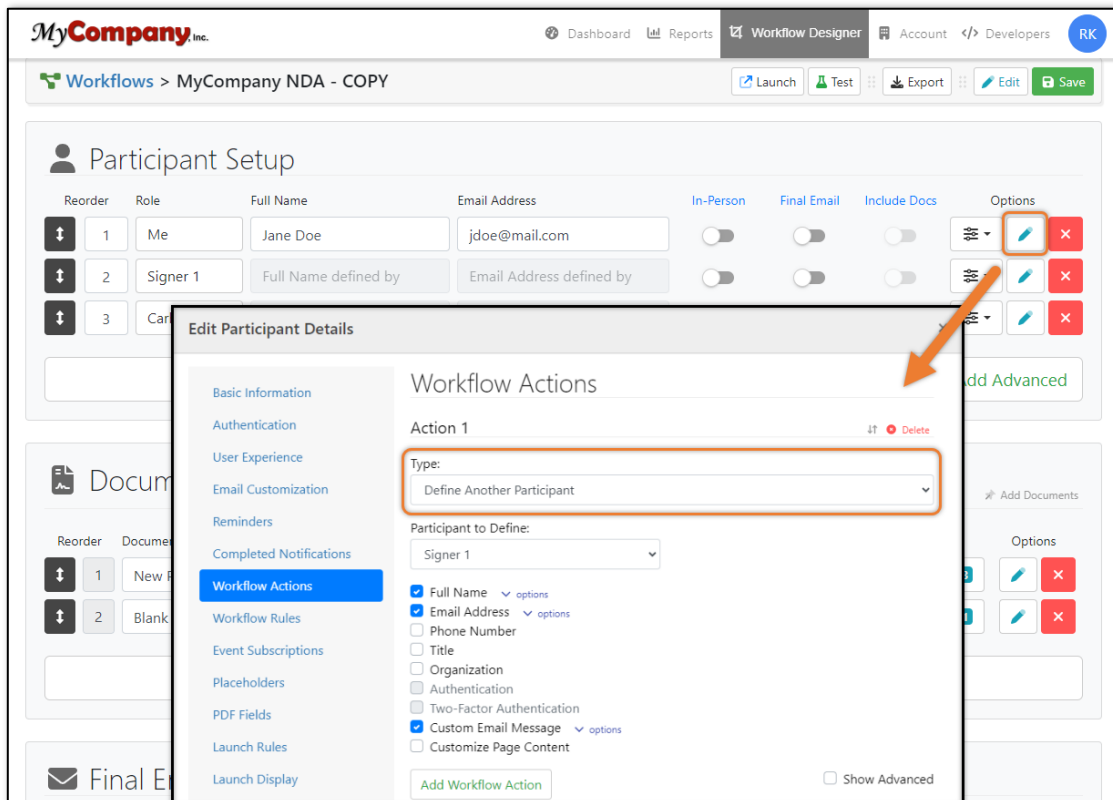 MyCompany, Inc.
Dashboard Reports Workflow Designer Account </> Developers RK
Workflows > MyCompany NDA - COPY Launch Test Export Edit Save
Participant Setup
Reorder Role Full Name Email Address In-Person Final Email Include Docs Options
1 Me Jane Doe jdoe@mail.com
2 Signer 1 Full Name defined by Email Address defined by
3
Edit Participant Details
Add Advanced
Basic Information
Authentication
User Experience
Email Customization
Reminders
Completed Notifications
Workflow Actions
Workflow Rules
Event Subscriptions
Placeholders
PDF Fields
Launch Rules
Launch Display
Workflow Actions
Action 1 Delete
Type:
Define Another Participant
Participant to Define:
Signer 1
Full Name options
Email Address options
Phone Number
Title
Organization
Authentication
Two-Factor Authentication
Custom Email Message options
Customize Page Content
Add Workflow Action Show Advanced
Add Documents
Reorder Options
1 New
2 Blank
Final